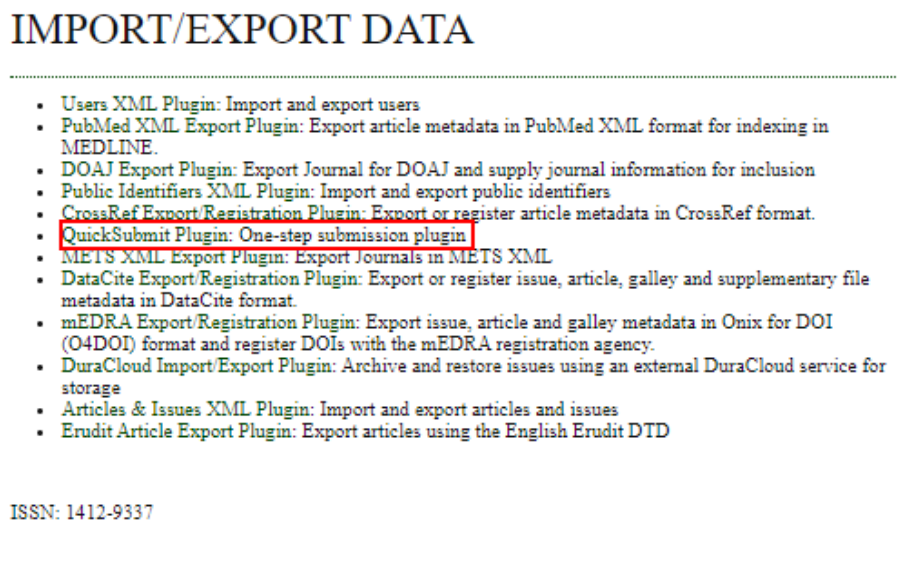 IMPORT/EXPORT DATA
• Users XML Plugin: Import and export users
• PubMed XML Export Plugin: Export article metadata in PubMed XML format for indexing in
MEDLINE.
• DOAJ Export Plugin: Export Journal for DOAJ and supply journal information for inclusion
• Public Identifiers XML Plugin: Import and export public identifiers
• CrossRef Export/Registration Plugin: Export or register article metadata in CrossRef format.
• QuickSubmit Plugin: One-step submission plugin
• METS XML Export Plugin: Export Journals in METS XML
• DataCite Export/Registration Plugin: Export or register issue, article, galley and supplementary file
metadata in DataCite format.
• mEDRA Export/Registration Plugin: Export issue, article and galley metadata in Onix for DOI
(O4DOI) format and register DOIs with the mEDRA registration agency.
• DuraCloud Import/Export Plugin: Archive and restore issues using an external DuraCloud service for
storage
• Articles & Issues XML Plugin: Import and export articles and issues
• Erudit Article Export Plugin: Export articles using the English Erudit DTD
ISSN: 1412-9337